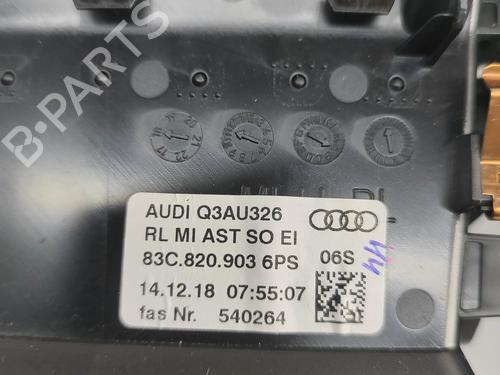 B-PARTS
AUDI Q3AU326
RL MI AST SO EI
83C.820.903 6PS 06S
14.12.18 07:55:07
fas Nr. 540264